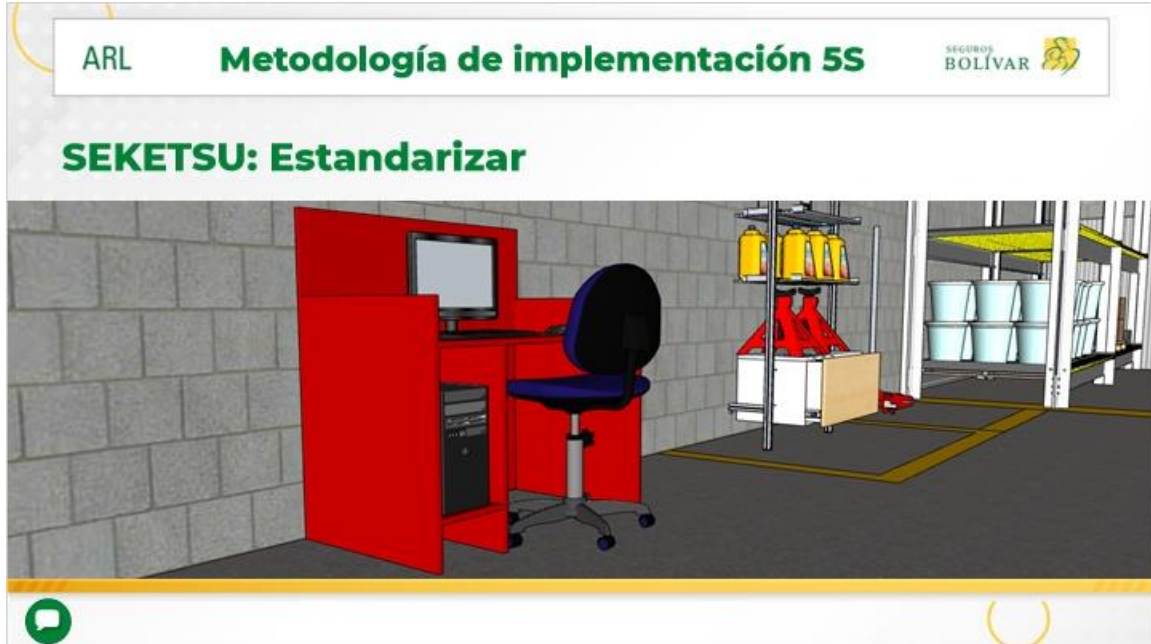 ARL
Metodología de implementación 5S
SEGUROS
BOLÍVAR
SEKETSU: Estandarizar